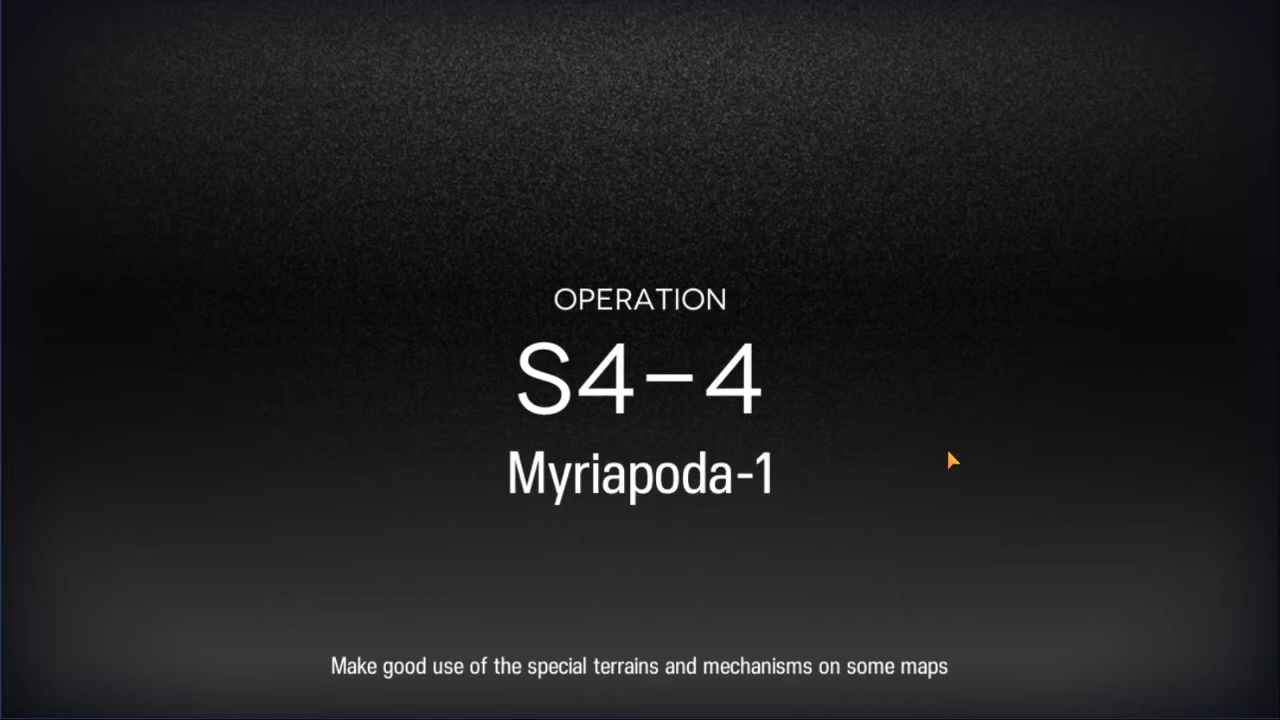 OPERATION
S4-4
Myriapoda-1
Make good use of the special terrains and mechanisms on some maps